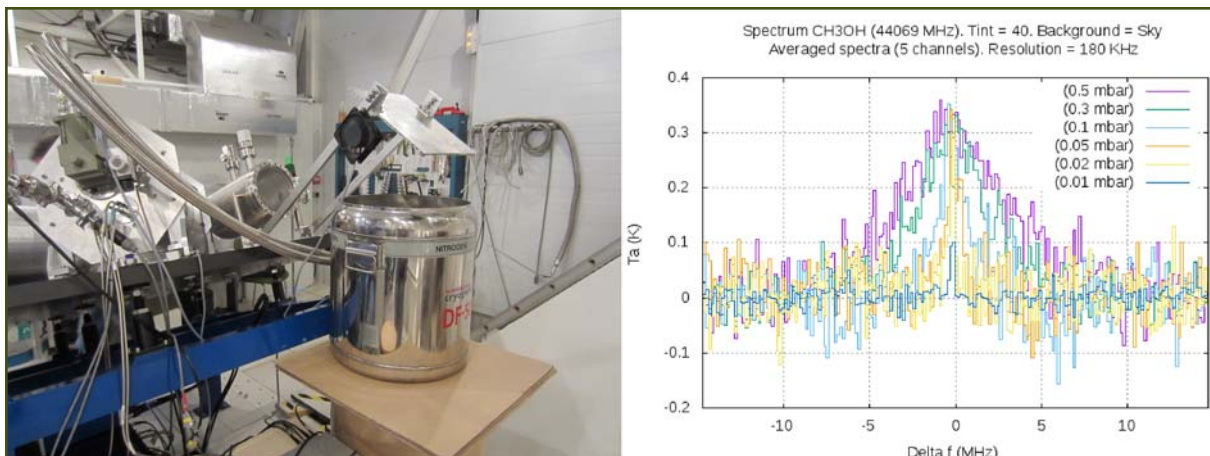 NITROGEN
Spectrum CH3OH (44069 MHz). Tint = 40. Background = Sky
Averaged spectra (5 channels). Resolution = 180 KHz
0.4
0.3
0.2
0.1
0
-0.1
-0.2
Ta (K)
(0.5 mbar)
(0.3 mbar)
(0.1 mbar)
(0.05 mbar)
(0.02 mbar)
(0.01 mbar)
-10
-5
0
5
10
Delta f (MHz)